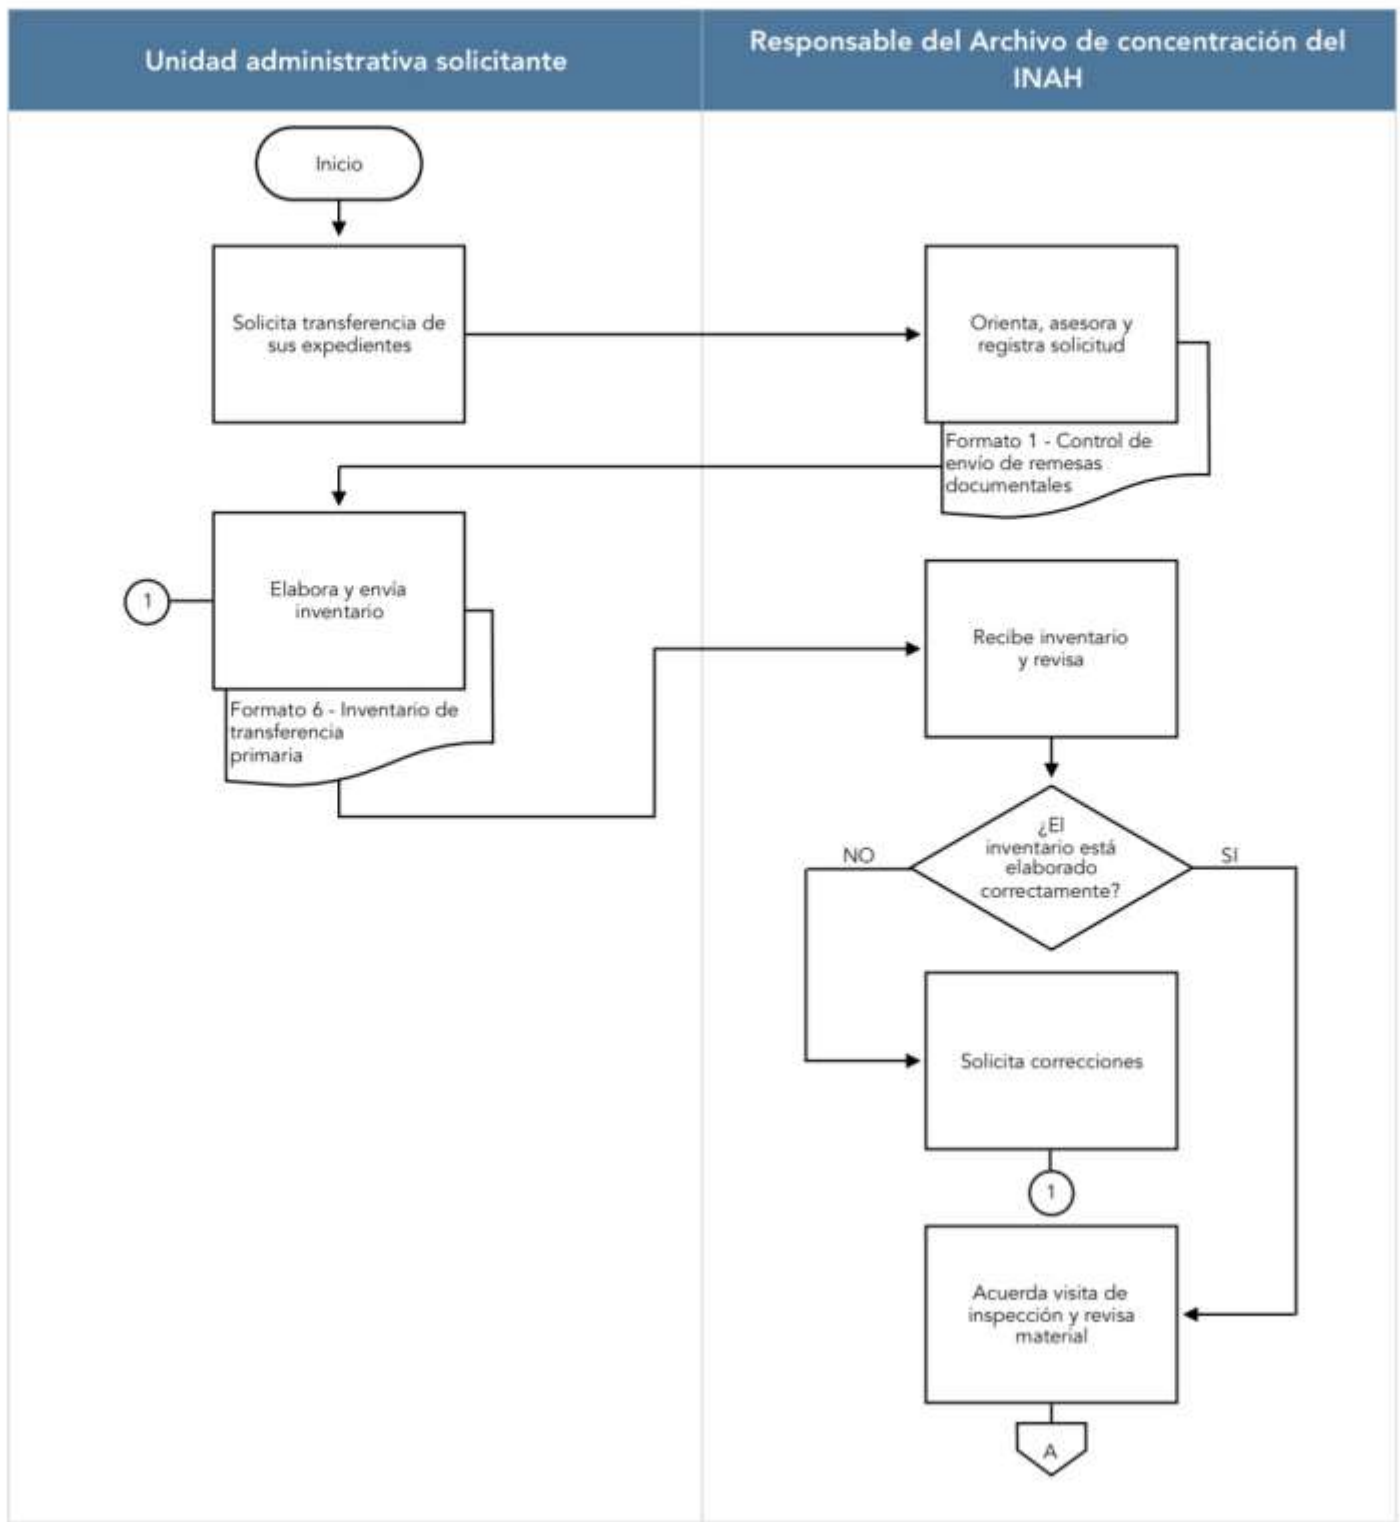 Unidad administrativa solicitante
Responsable del Archivo de concentración del
INAH
Inicio
Solicita transferencia de
sus expedientes
Orienta, asesora y
registra solicitud
Formato 1 - Control de
envío de remesas
documentales
1
Elabora y envía
inventario
Formato 6 - Inventario de
transferencia
primaria
Recibe inventario
y revisa
¿El
inventario está
elaborado
correctamente?
NO
SI
Solicita correcciones
1
Acuerda visita de
inspección y revisa
material
A